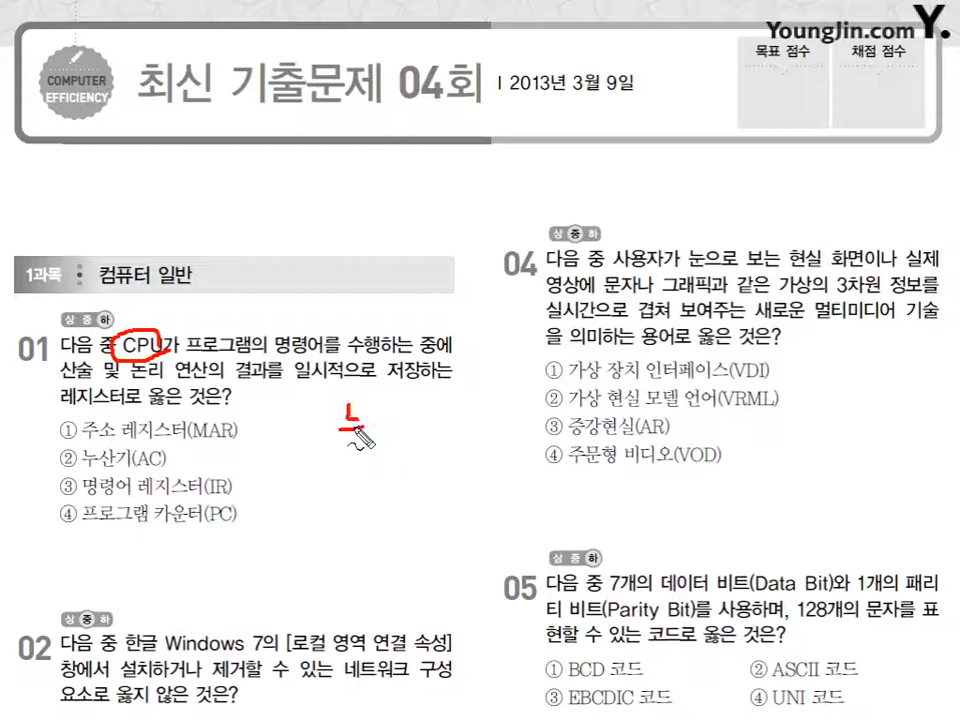 YoungJin.com Y.
COMPUTER
EFFICIENCY
최신 기출문제 04회 | 2013년 3월 9일
목표 점수
채점 점수
1과목 컴퓨터 일반
상 중 하
01 다음 중 CPU가 프로그램의 명령어를 수행하는 중에
산술 및 논리 연산의 결과를 일시적으로 저장하는
레지스터로 옳은 것은?
① 주소 레지스터(MAR)
② 누산기(AC)
③ 명령어 레지스터(IR)
④ 프로그램 카운터(PC)
상 중 하
02 다음 중 한글 Windows 7의 [로컬 영역 연결 속성]
창에서 설치하거나 제거할 수 있는 네트워크 구성
요소로 옳지 않은 것은?
상 중 하
04 다음 중 사용자가 눈으로 보는 현실 화면이나 실제
영상에 문자나 그래픽과 같은 가상의 3차원 정보를
실시간으로 겹쳐 보여주는 새로운 멀티미디어 기술
을 의미하는 용어로 옳은 것은?
① 가상 장치 인터페이스(VDI)
② 가상 현실 모델 언어(VRML)
③ 증강현실(AR)
④ 주문형 비디오(VOD)
상 중 하
05 다음 중 7개의 데이터 비트(Data Bit)와 1개의 패리
티 비트(Parity Bit)를 사용하며, 128개의 문자를 표
현할 수 있는 코드로 옳은 것은?
① BCD 코드 ② ASCII 코드
③ EBCDIC 코드 ④ UNI 코드